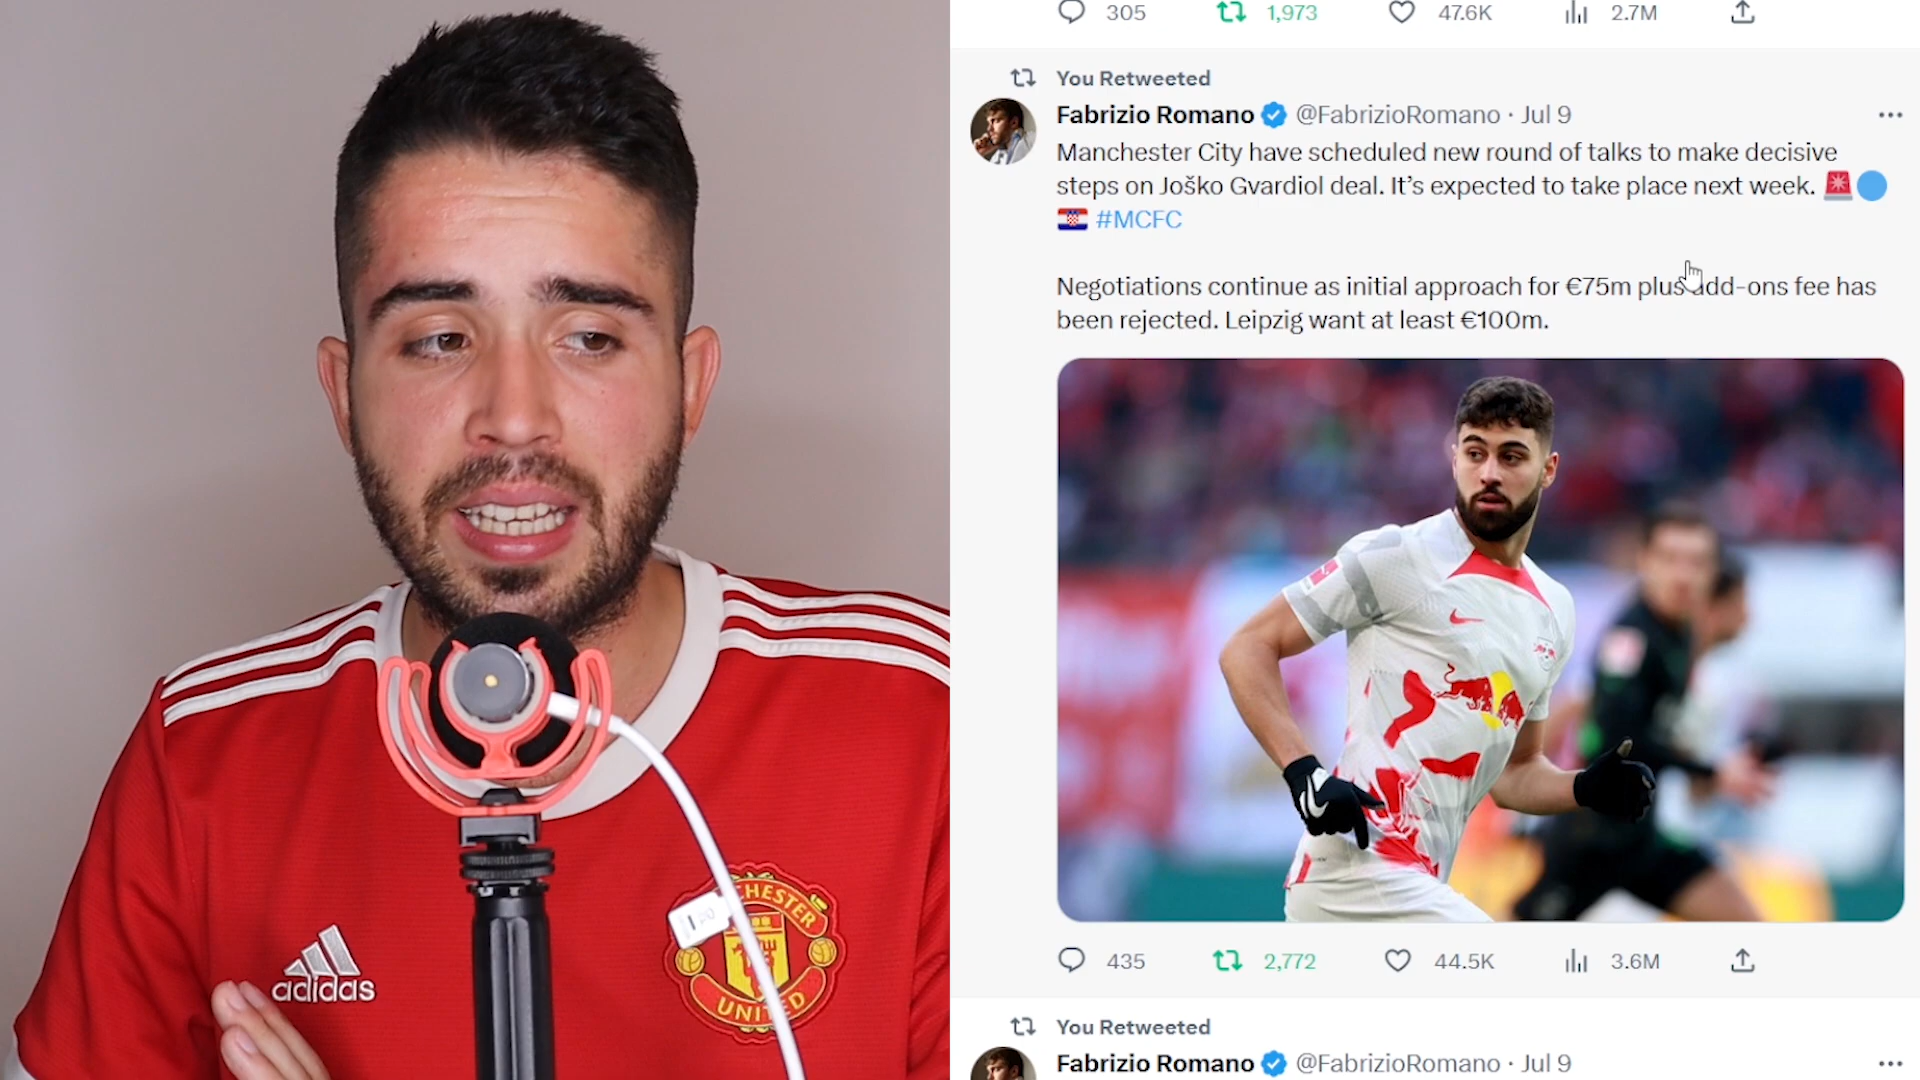 305 1,973 47.6K 2.7M
You Retweeted
Fabrizio Romano @FabrizioRomano · Jul 9
Manchester City have scheduled new round of talks to make decisive
steps on Joško Gvardiol deal. It’s expected to take place next week. 🚨🔵
🇭🇷 #MCFC
Negotiations continue as initial approach for €75m plus add-ons fee has
been rejected. Leipzig want at least €100m.
435 2,772 44.5K 3.6M
You Retweeted
Fabrizio Romano @FabrizioRomano · Jul 9
adidas
UNITED